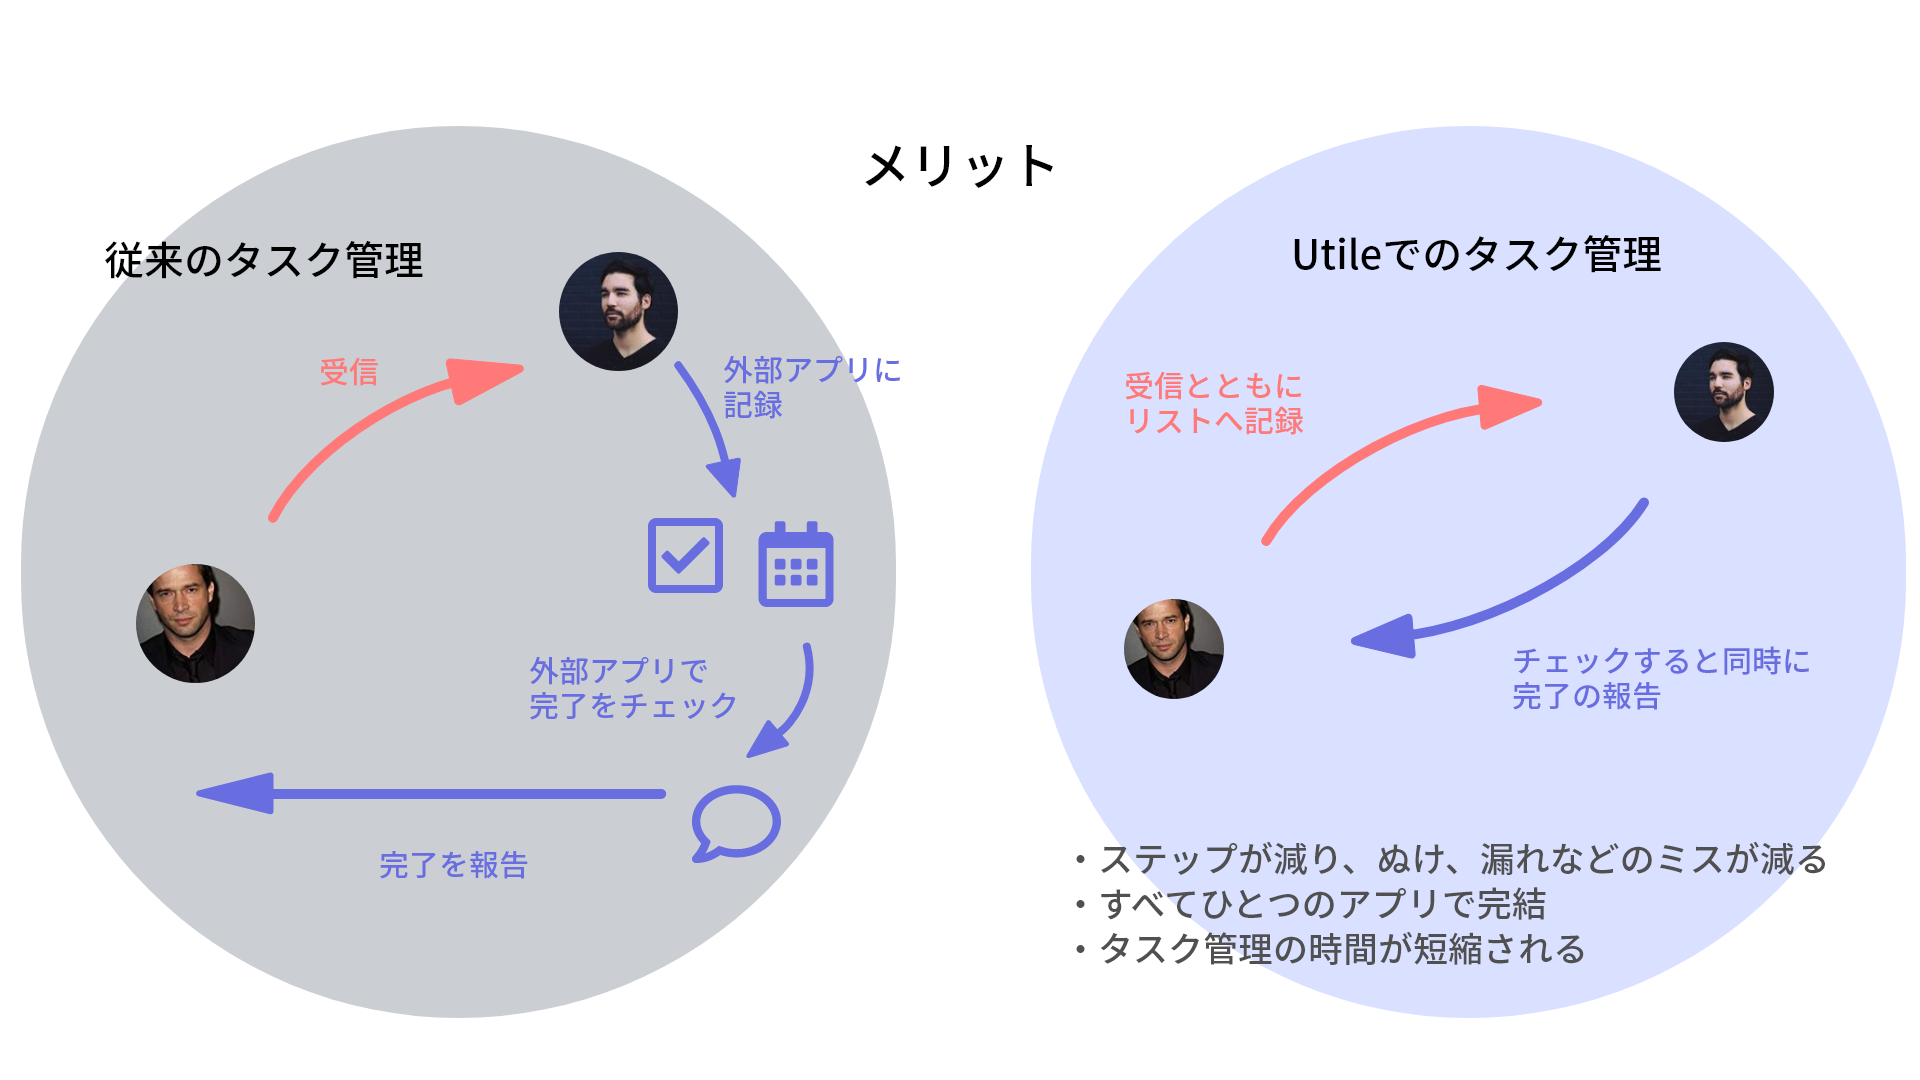 メリット
従来のタスク管理
受信
外部アプリに
記録
外部アプリで
完了をチェック
完了を報告
Utileでのタスク管理
受信とともに
リストへ記録
チェックすると同時に
完了の報告
・ステップが減り、ぬけ、漏れなどのミスが減る
・すべてひとつのアプリで完結
・タスク管理の時間が短縮される